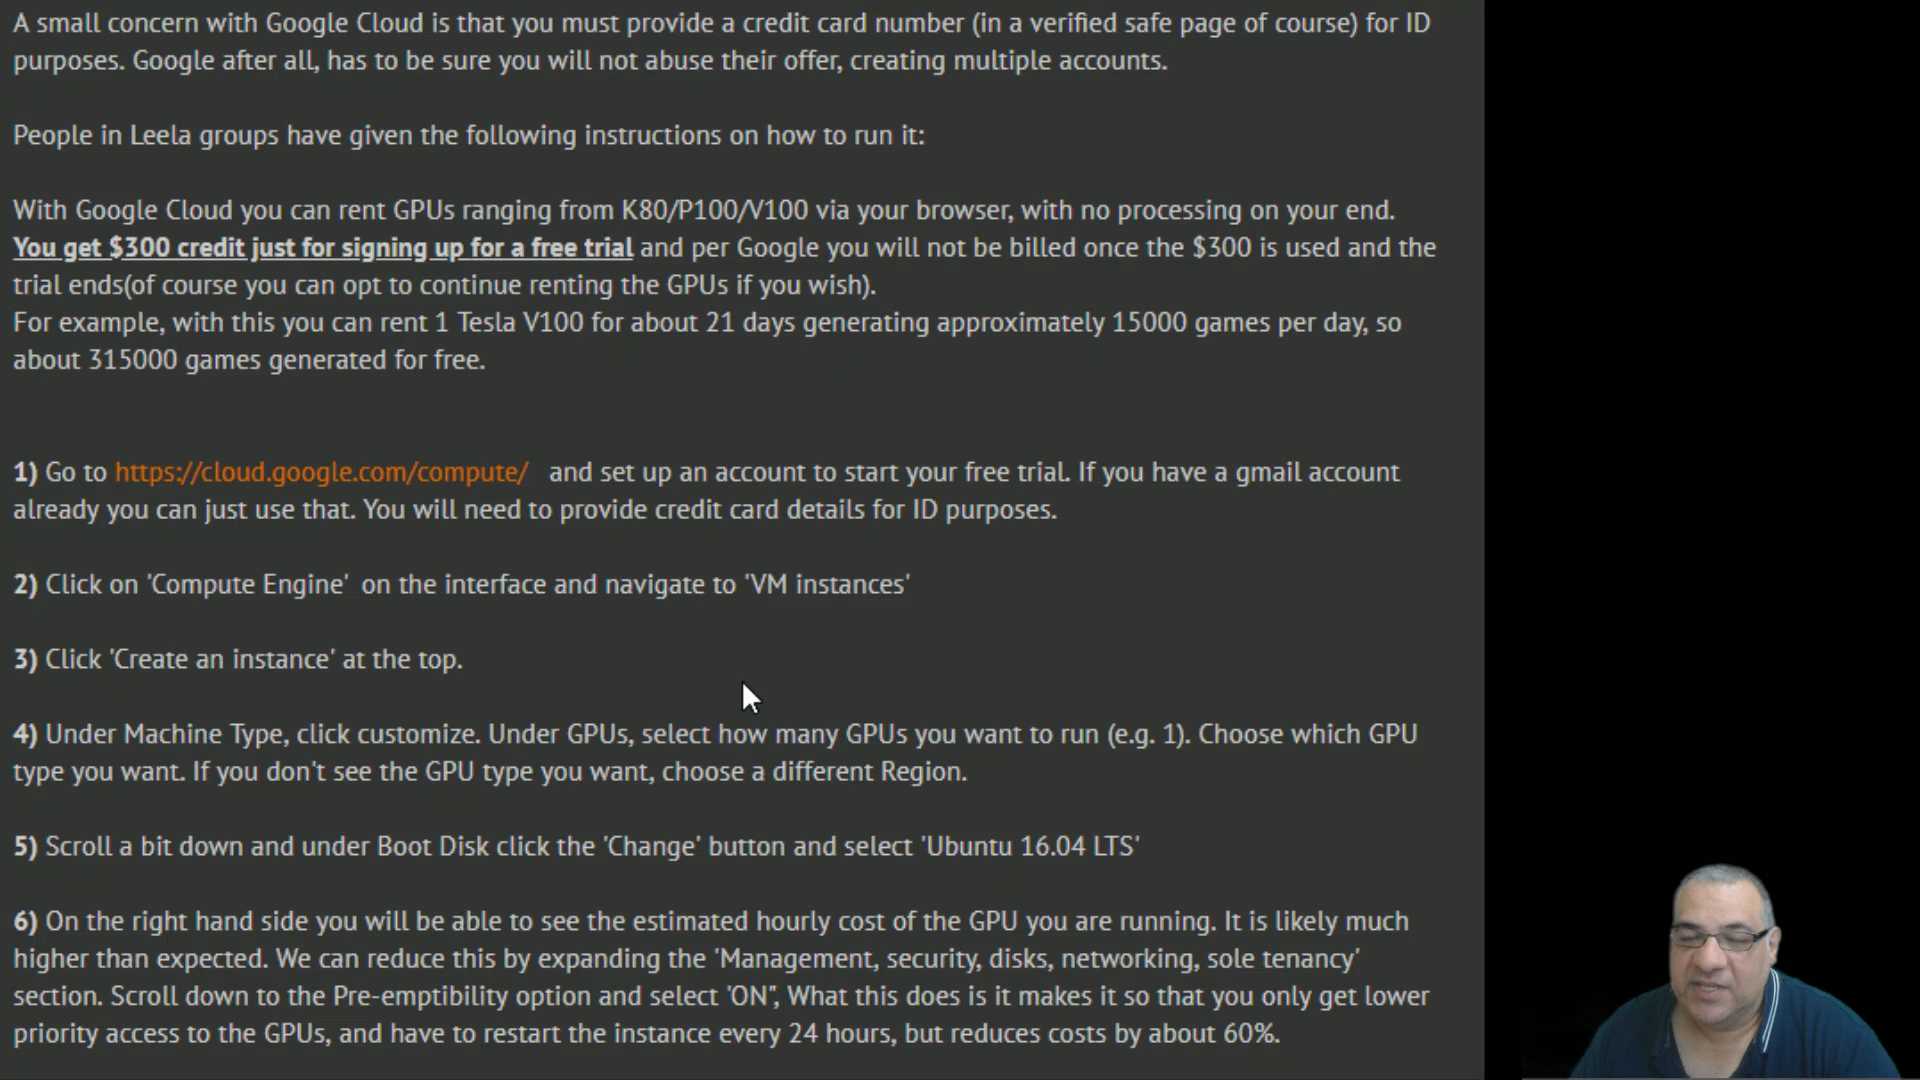 A small concern with Google Cloud is that you must provide a credit card number (in a verified safe page of course) for ID
purposes. Google after all, has to be sure you will not abuse their offer, creating multiple accounts.
People in Leela groups have given the following instructions on how to run it:
With Google Cloud you can rent GPUs ranging from K80/P100/V100 via your browser, with no processing on your end.
You get $300 credit just for signing up for a free trial and per Google you will not be billed once the $300 is used and the
trial ends(of course you can opt to continue renting the GPUs if you wish).
For example, with this you can rent 1 Tesla V100 for about 21 days generating approximately 15000 games per day, so
about 315000 games generated for free.
1) Go to https://cloud.google.com/compute/ and set up an account to start your free trial. If you have a gmail account
already you can just use that. You will need to provide credit card details for ID purposes.
2) Click on 'Compute Engine' on the interface and navigate to 'VM instances'
3) Click 'Create an instance' at the top.
4) Under Machine Type, click customize. Under GPUs, select how many GPUs you want to run (e.g. 1). Choose which GPU
type you want. If you don't see the GPU type you want, choose a different Region.
5) Scroll a bit down and under Boot Disk click the 'Change' button and select 'Ubuntu 16.04 LTS'
6) On the right hand side you will be able to see the estimated hourly cost of the GPU you are running. It is likely much
higher than expected. We can reduce this by expanding the 'Management, security, disks, networking, sole tenancy'
section. Scroll down to the Pre-emptibility option and select 'ON", What this does is it makes it so that you only get lower
priority access to the GPUs, and have to restart the instance every 24 hours, but reduces costs by about 60%.